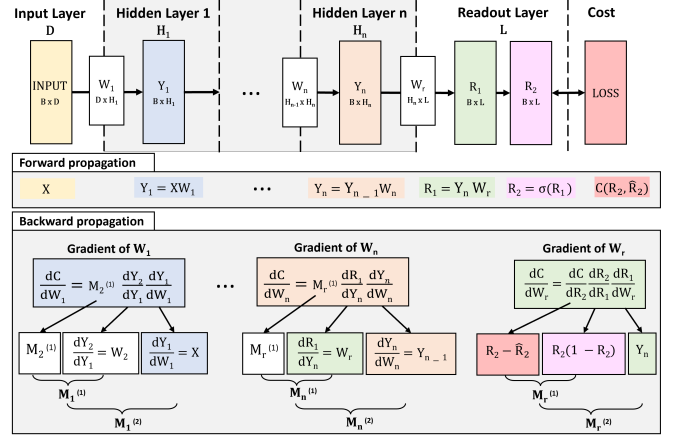 Input Layer Hidden Layer 1 Hidden Layer n Readout Layer Cost
D H₁ Hₙ L
INPUT B x D
W₁ D x H₁
Y₁ B x H₁
...
Wₙ Hₙ₋₁ x Hₙ
Yₙ B x Hₙ
Wᵣ Hₙ x L
R₁ B x L
R₂ B x L
LOSS
Forward propagation
X Y₁ = XW₁ ... Yₙ = Yₙ _ ₁Wₙ R₁ = Yₙ Wᵣ R₂ = σ(R₁) C(R₂, R̂₂)
Backward propagation
Gradient of W₁ Gradient of Wₙ Gradient of Wᵣ
dC/dW₁ = M₂⁽¹⁾ dY₂/dY₁ dY₁/dW₁ ... dC/dWₙ = Mᵣ⁽¹⁾ dR₁/dYₙ dYₙ/dWₙ dC/dWᵣ = dC/dR₂ dR₂/dR₁ dR₁/dWᵣ
M₂⁽¹⁾ dY₂/dY₁ = W₂ dY₁/dW₁ = X Mᵣ⁽¹⁾ dR₁/dYₙ = Wᵣ dYₙ/dWₙ = Yₙ _ ₁ R₂ − R̂₂ R₂(1 − R₂) Yₙ
M₁⁽¹⁾ Mₙ⁽¹⁾ Mᵣ⁽¹⁾
M₁⁽²⁾ Mₙ⁽²⁾ Mᵣ⁽²⁾